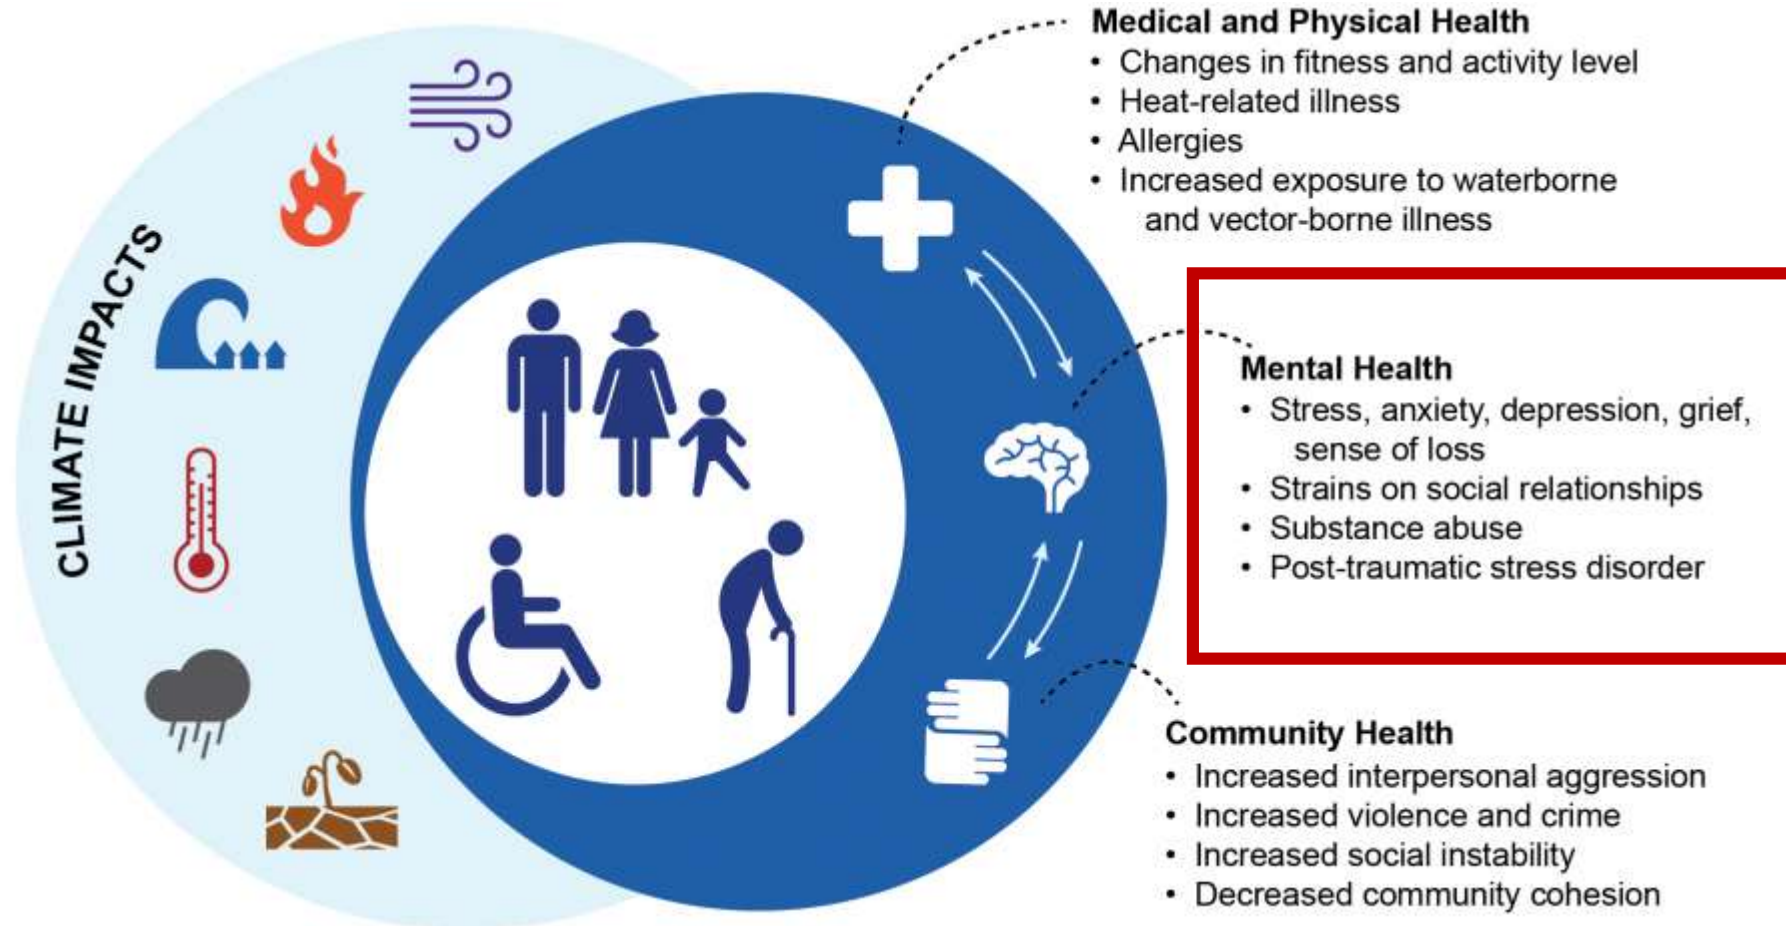 CLIMATE IMPACTS
Medical and Physical Health
• Changes in fitness and activity level
• Heat-related illness
• Allergies
• Increased exposure to waterborne
and vector-borne illness
Mental Health
• Stress, anxiety, depression, grief,
sense of loss
• Strains on social relationships
• Substance abuse
• Post-traumatic stress disorder
Community Health
• Increased interpersonal aggression
• Increased violence and crime
• Increased social instability
• Decreased community cohesion